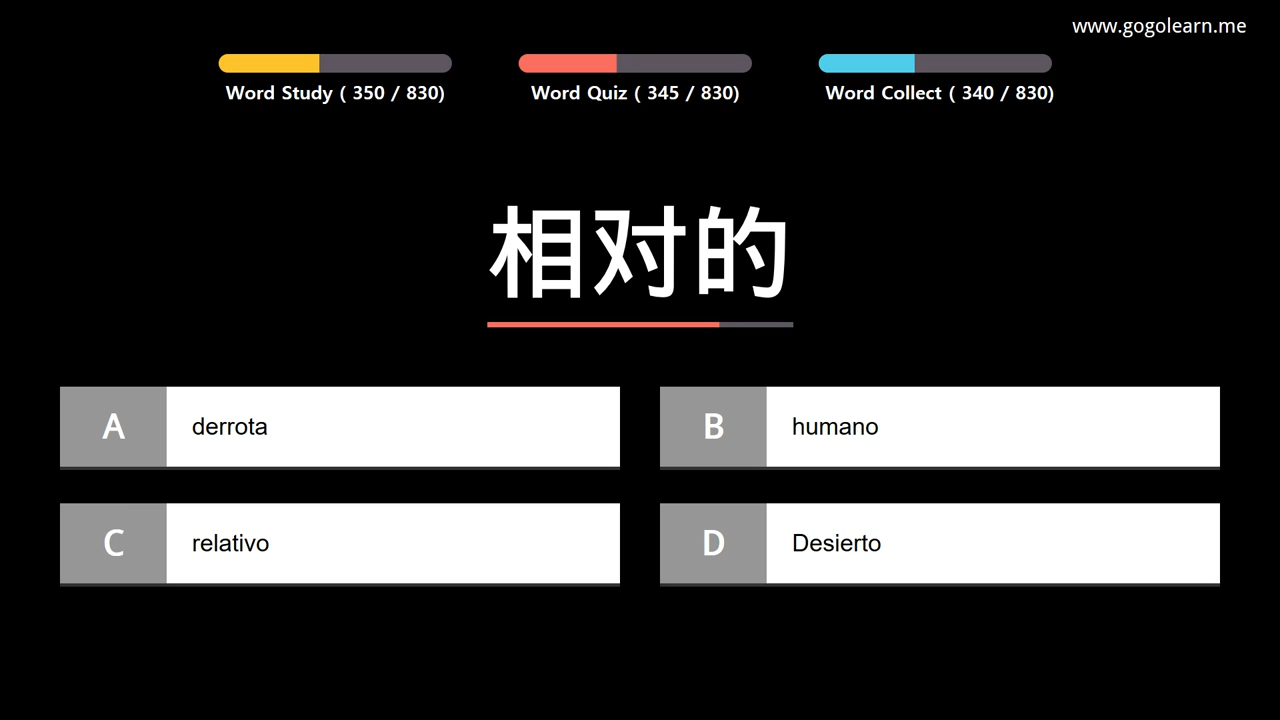 www.gogolearn.me
Word Study ( 350 / 830)
Word Quiz ( 345 / 830)
Word Collect ( 340 / 830)
相对的
A derrota
B humano
C relativo
D Desierto